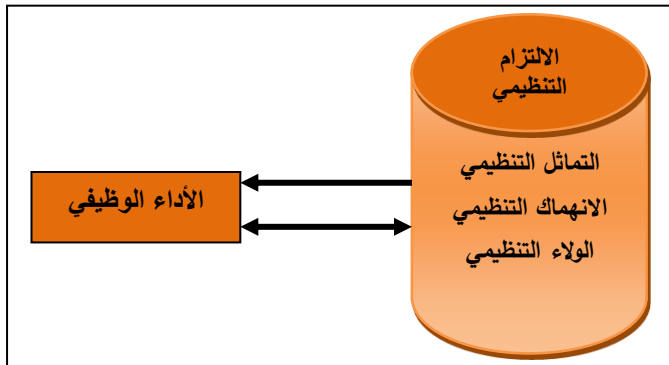 الالتزام
التنظيمي
التماثل التنظيمي
الانهماك التنظيمي
الولاء التنظيمي
الأداء الوظيفي